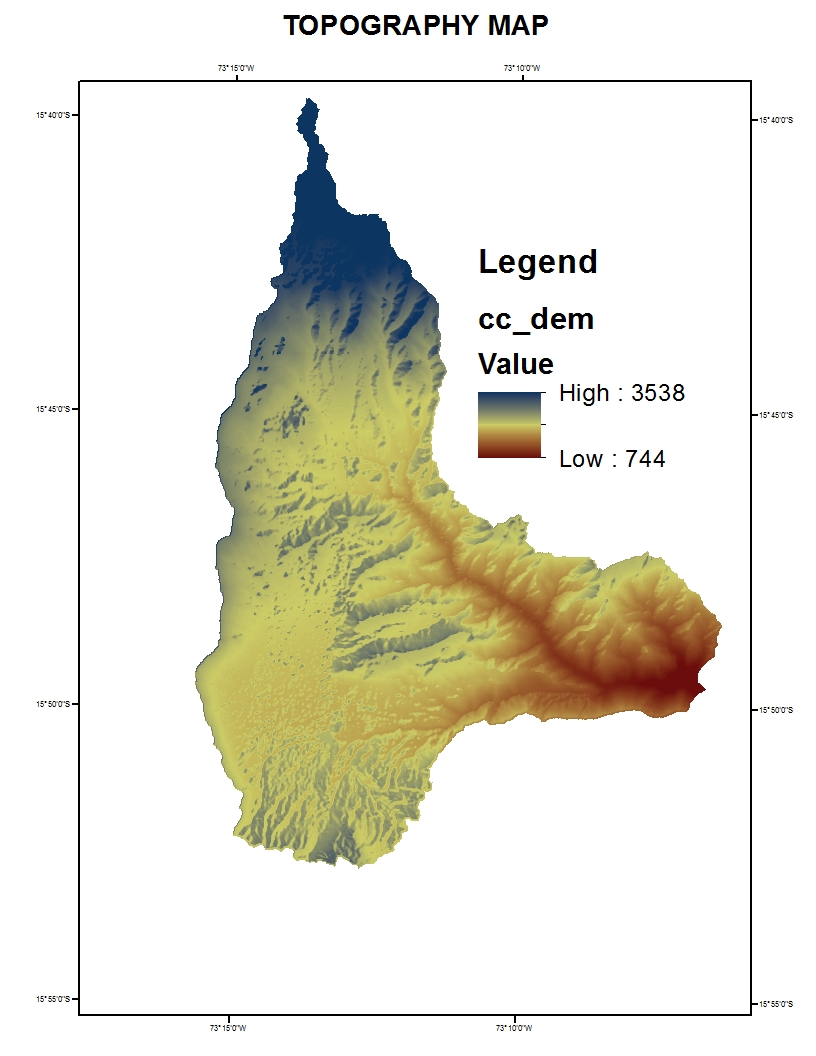 TOPOGRAPHY MAP
73°15'0"W 73°10'0"W
15°40'0"S 15°40'0"S
Legend
cc_dem
Value
High : 3538
15°45'0"S 15°45'0"S
Low : 744
15°50'0"S 15°50'0"S
15°55'0"S 15°55'0"S
73°15'0"W 73°10'0"W